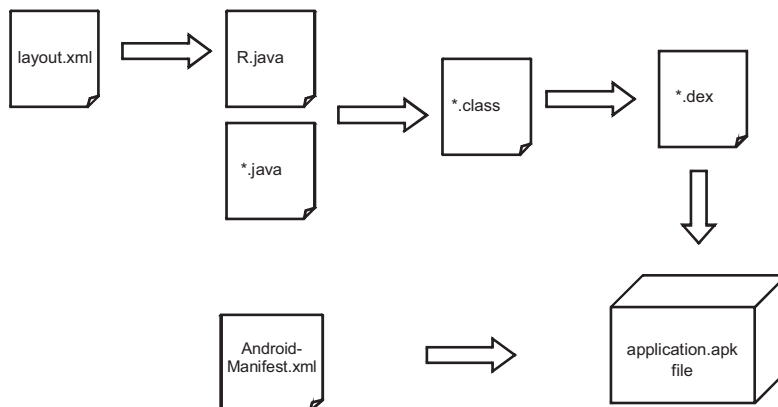 layout.xml
R.java
*.java
*.class
*.dex
Android-
Manifest.xml
application.apk
file